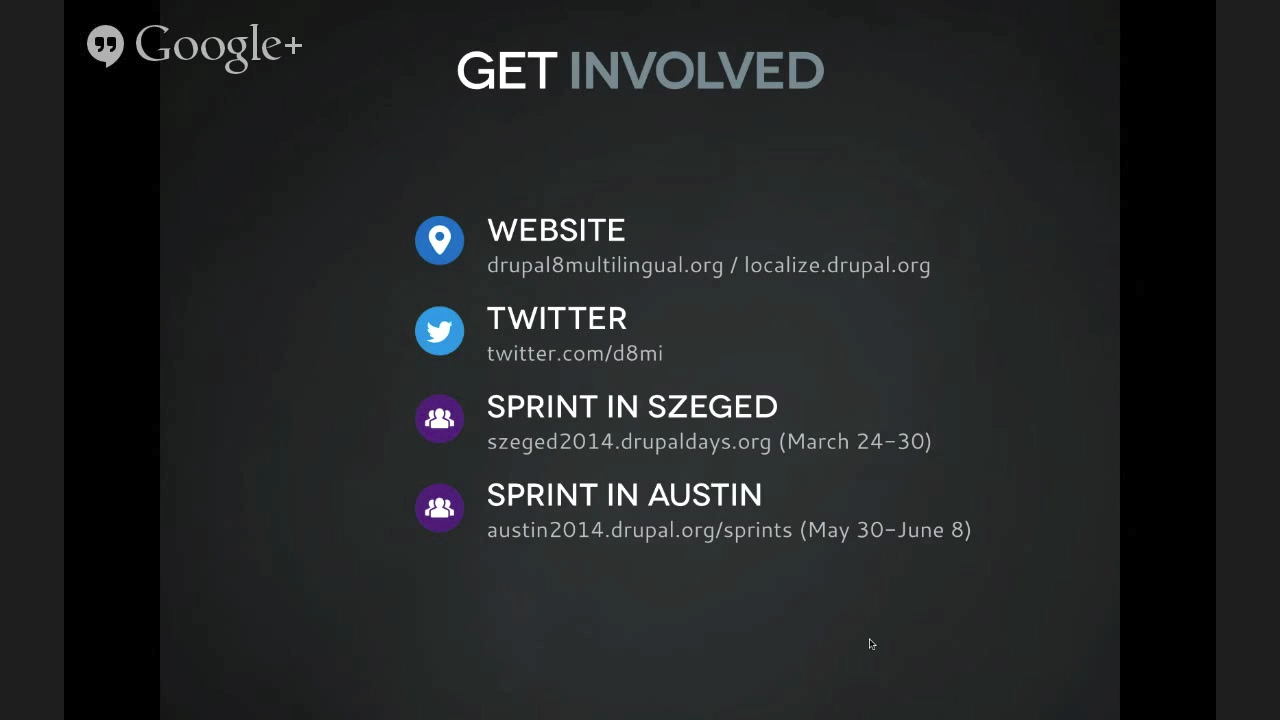 Google+
GET INVOLVED
WEBSITE
drupal8multilingual.org / localize.drupal.org
TWITTER
twitter.com/d8mi
SPRINT IN SZEGED
szeged2014.drupaldays.org (March 24-30)
SPRINT IN AUSTIN
austin2014.drupal.org/sprints (May 30-June 8)